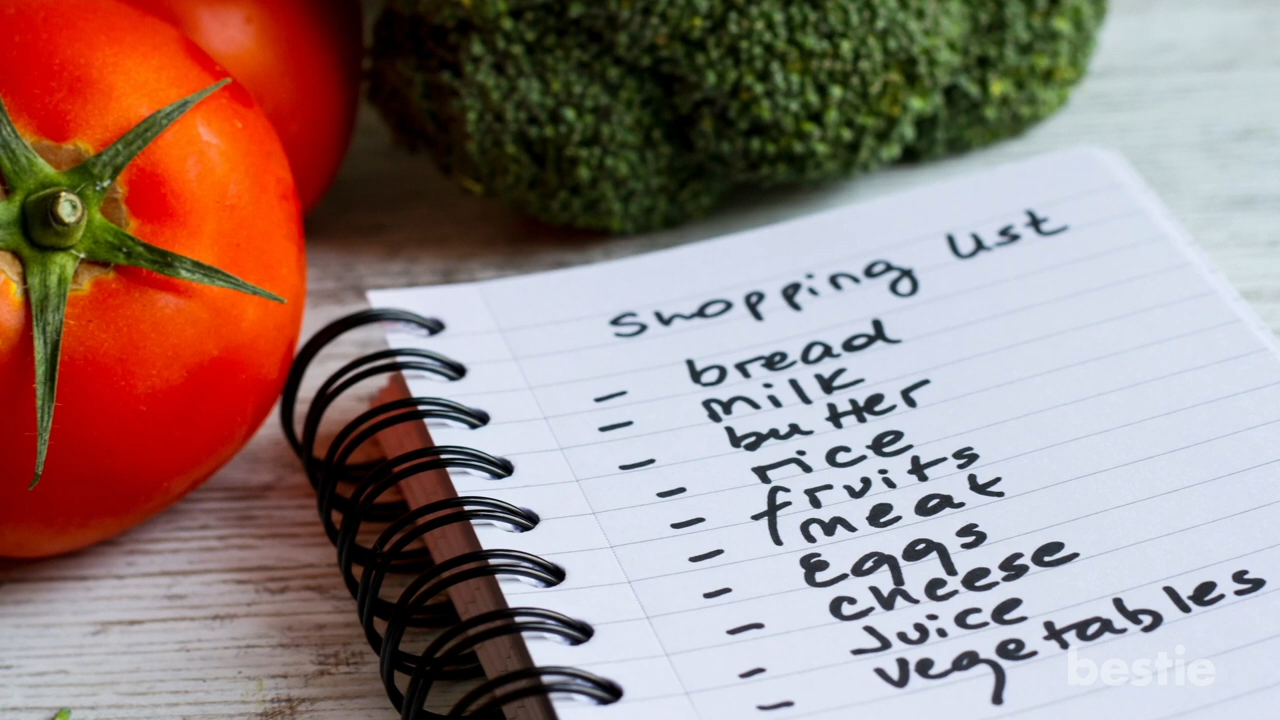 Shopping List
- bread
- milk
- butter
- rice
- fruits
- meat
- Eggs
- cheese
- Juice
- vegetables
bestie